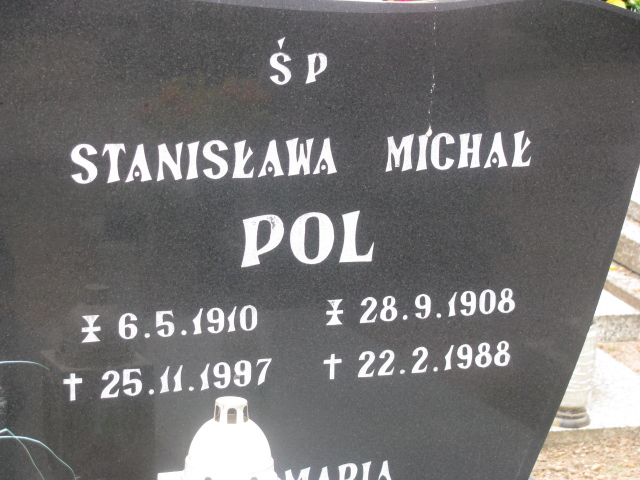 ŚP
STANISŁAWA MICHAŁ
POL
6.5.1910 28.9.1908
† 25.11.1997 † 22.2.1988
MARIA